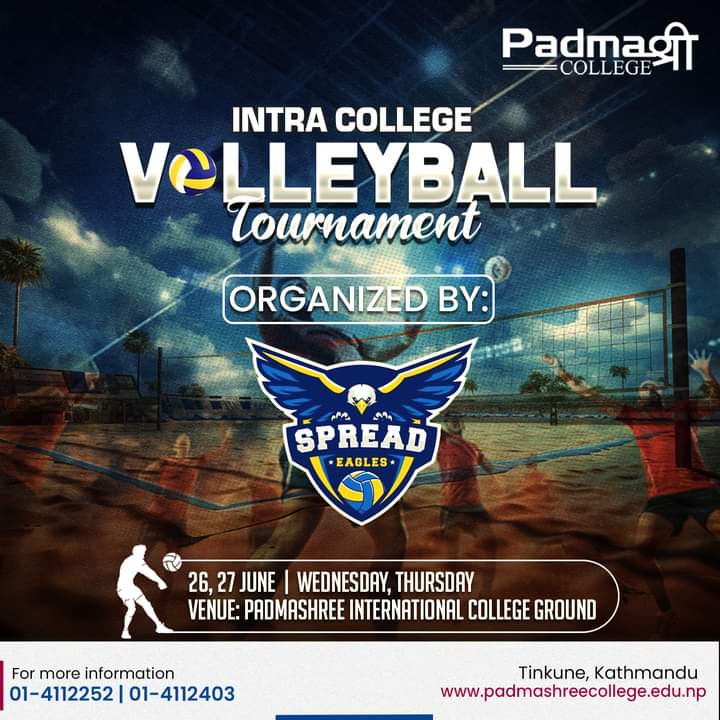 Padmaश्री
COLLEGE
INTRA COLLEGE
VOLLEYBALL
Tournament
ORGANIZED BY:
SPREAD
EAGLES
26, 27 JUNE | WEDNESDAY, THURSDAY
VENUE: PADMASHREE INTERNATIONAL COLLEGE GROUND
For more information
01-4112252 | 01-4112403
Tinkune, Kathmandu
www.padmashreecollege.edu.np